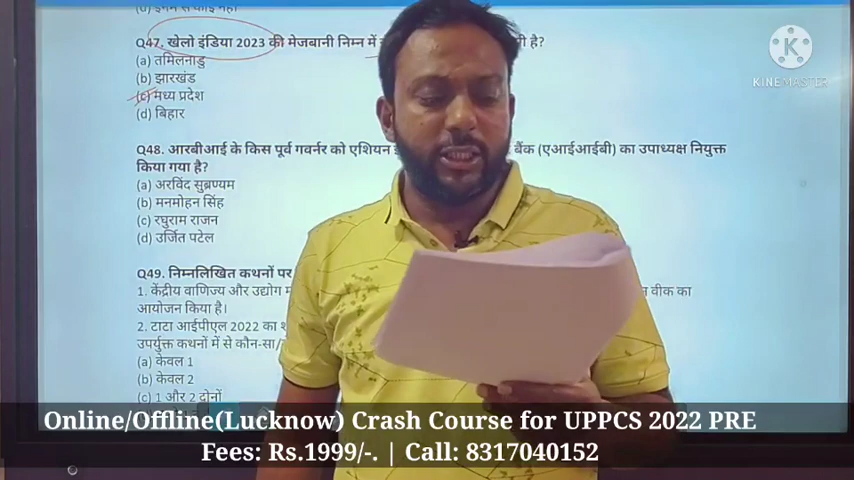 (d) इनमें से कोई नहीं
Q47. खेलो इंडिया 2023 की मेजबानी निम्न में ी है?
(a) तमिलनाडु
(b) झारखंड
(c) मध्य प्रदेश
(d) बिहार
K
KINEMASTER
Q48. आरबीआई के किस पूर्व गवर्नर को एशियन बैंक (एआईआईबी) का उपाध्यक्ष नियुक्त
किया गया है?
(a) अरविंद सुब्रण्यम
(b) मनमोहन सिंह
(c) रघुराम राजन
(d) उर्जित पटेल
Q49. निम्नलिखित कथनों पर
1. केंद्रीय वाणिज्य और उद्योग वीक का
आयोजन किया है।
2. टाटा आईपीएल 2022 का
उपर्युक्त कथनों में से कौन-सा/
(a) केवल 1
(b) केवल 2
(c) 1 और 2 दोनों
Online/Offline(Lucknow) Crash Course for UPPCS 2022 PRE
Fees: Rs.1999/-. | Call: 8317040152